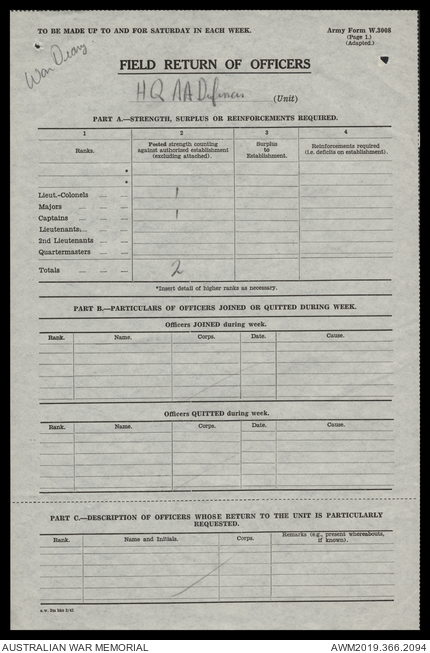 TO BE MADE UP TO AND FOR SATURDAY IN EACH WEEK.
Army Form W.3008
(Page 1.)
(Adapted.)
War Diary
FIELD RETURN OF OFFICERS
HQ AA Defences (Unit)
PART A.—STRENGTH, SURPLUS OR REINFORCEMENTS REQUIRED.
1 2 3 4
Ranks. Posted strength counting against authorized establishment (excluding attached). Surplus to Establishment. Reinforcements required (i.e. deficits on establishment).
*
*
Lieut.-Colonels — — 1
Majors — —
Captains — — 1
Lieutenants... — —
2nd Lieutenants — —
Quartermasters — —
Totals — — — 2
*Insert detail of higher ranks as necessary.
PART B.—PARTICULARS OF OFFICERS JOINED OR QUITTED DURING WEEK.
Officers JOINED during week.
Rank. Name. Corps. Date. Cause.
Officers QUITTED during week.
Rank. Name. Corps. Date. Cause.
PART C.—DESCRIPTION OF OFFICERS WHOSE RETURN TO THE UNIT IS PARTICULARLY
REQUESTED.
Rank. Name and Initials. Corps. Remarks (e.g., present whereabouts, if known).
AUSTRALIAN WAR MEMORIAL
AWM2019.366.2094